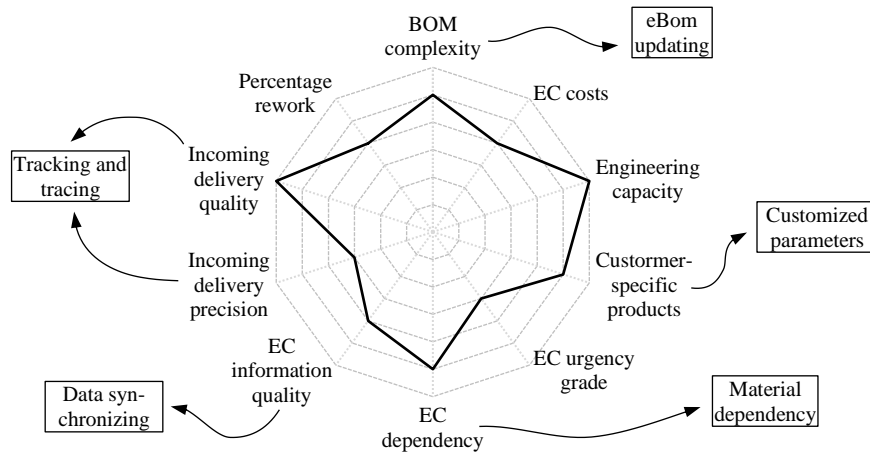 BOM
complexity
eBom
updating
EC costs
Engineering
capacity
Custormer-
specific
products
Customized
parameters
EC urgency
grade
Material
dependency
EC
dependency
EC
information
quality
Data syn-
chronizing
Incoming
delivery
precision
Incoming
delivery
quality
Tracking and
tracing
Percentage
rework